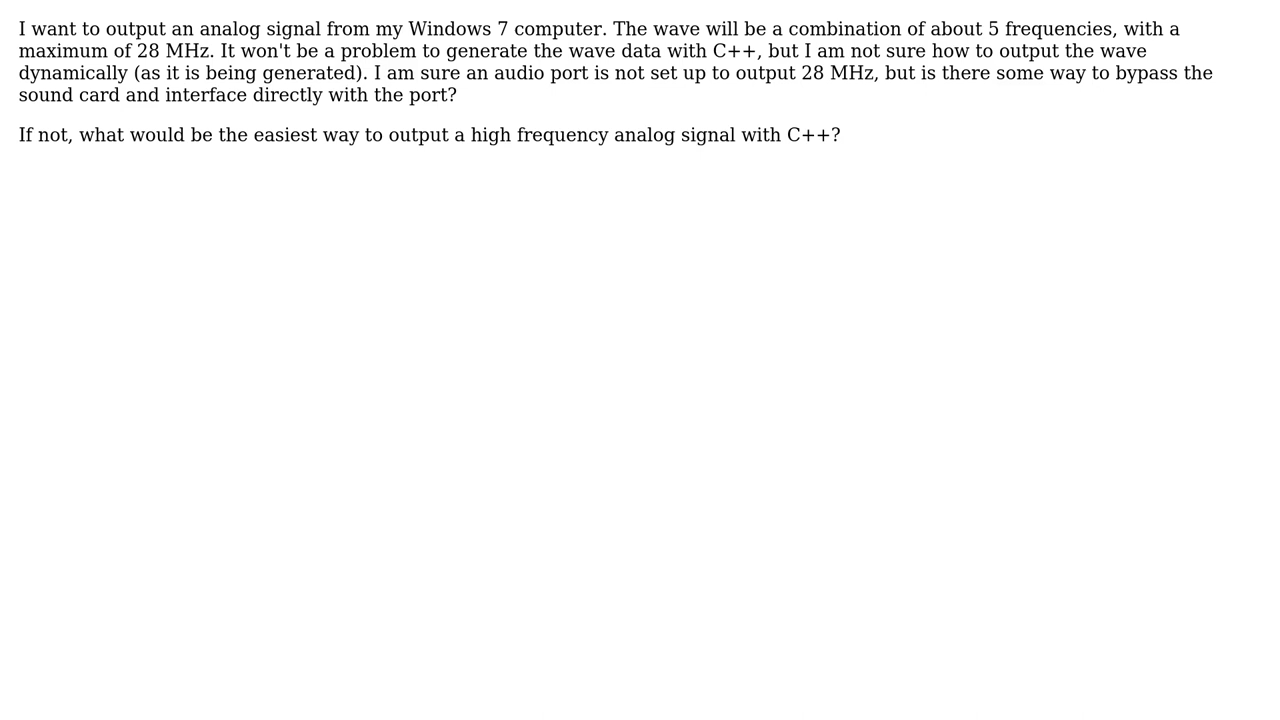 I want to output an analog signal from my Windows 7 computer. The wave will be a combination of about 5 frequencies, with a
maximum of 28 MHz. It won't be a problem to generate the wave data with C++, but I am not sure how to output the wave
dynamically (as it is being generated). I am sure an audio port is not set up to output 28 MHz, but is there some way to bypass the
sound card and interface directly with the port?
If not, what would be the easiest way to output a high frequency analog signal with C++?